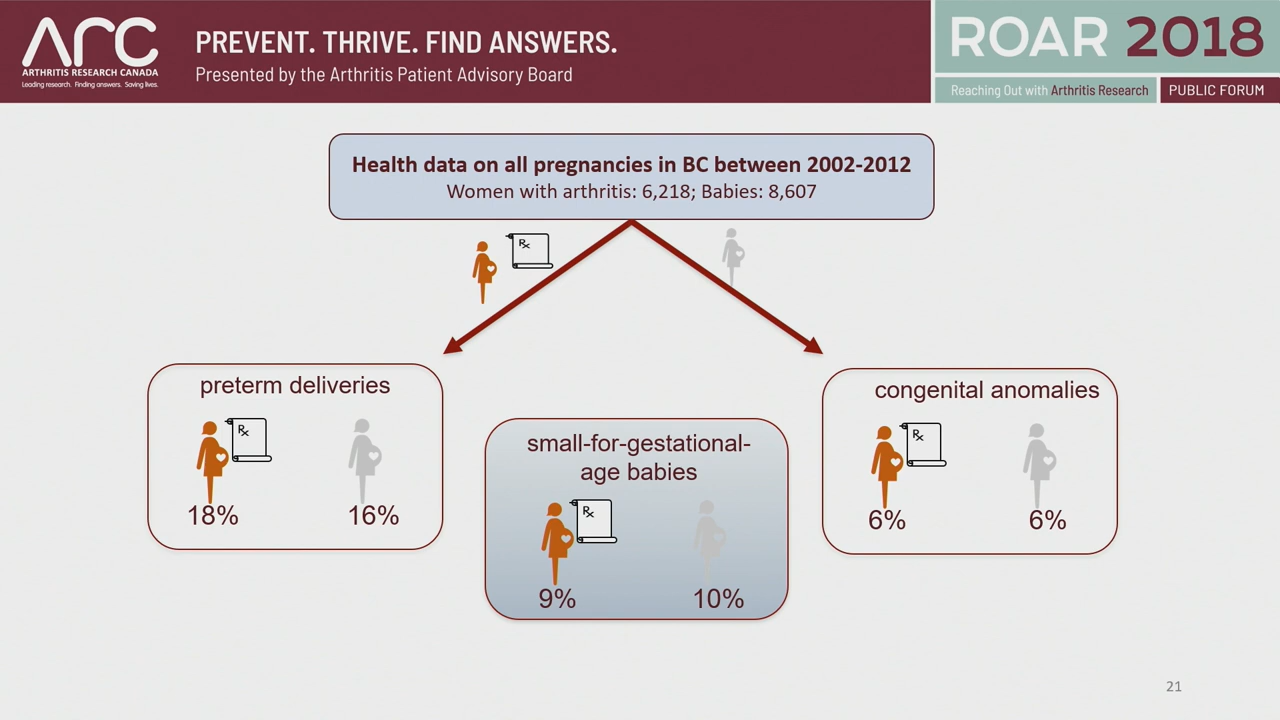 ARC
ARTHRITIS RESEARCH CANADA
Leading research. Finding answers. Saving lives.
PREVENT. THRIVE. FIND ANSWERS.
Presented by the Arthritis Patient Advisory Board
ROAR 2018
Reaching Out with Arthritis Research
PUBLIC FORUM
Health data on all pregnancies in BC between 2002-2012
Women with arthritis: 6,218; Babies: 8,607
Rx
preterm deliveries
Rx
18% 16%
small-for-gestational-
age babies
Rx
9% 10%
congenital anomalies
Rx
6% 6%
21